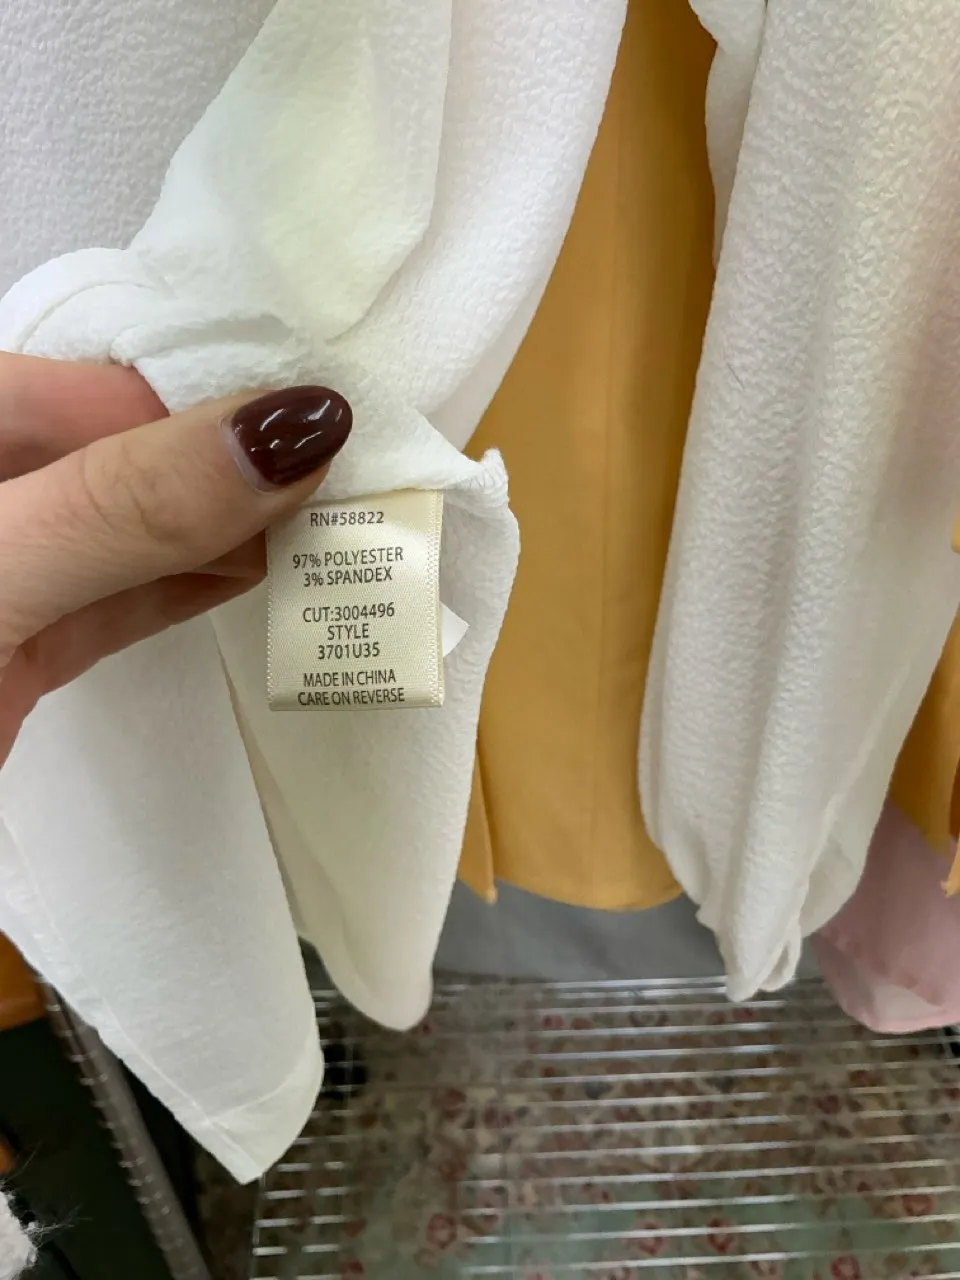 RN#58822
97% POLYESTER
3% SPANDEX
CUT:3004496
STYLE
3701U35
MADE IN CHINA
CARE ON REVERSE